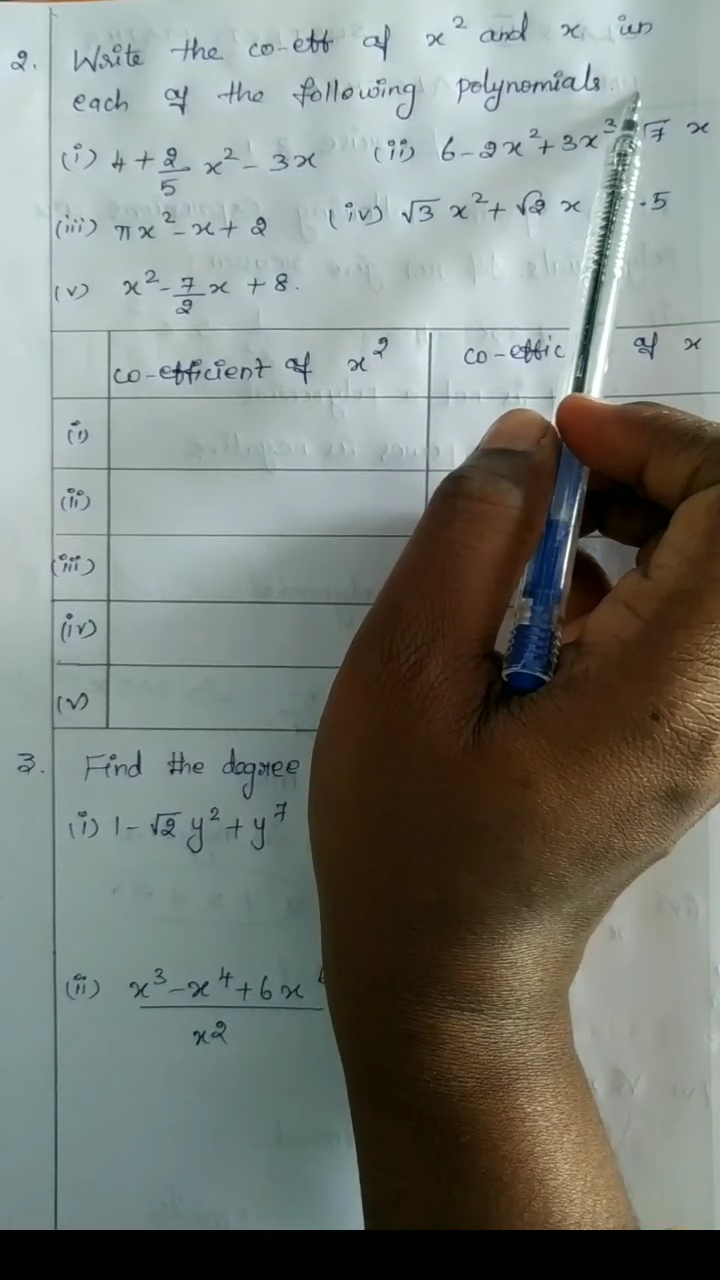 2. Write the co-eff of x² and x in
each of the following polynomials.
(i) 4 + 2/5 x² - 3x (ii) 6 - 2x² + 3x³ √7 x
(iii) πx² - x + 2 (iv) √3 x² + √2 x .5
(v) x² - 7/2 x + 8.
co-efficient of x² co-effic of x
(i)
(ii)
(iii)
(iv)
(v)
3. Find the degree
(i) 1 - √2 y² + y⁷
(ii) x³ - x⁴ + 6x
x2